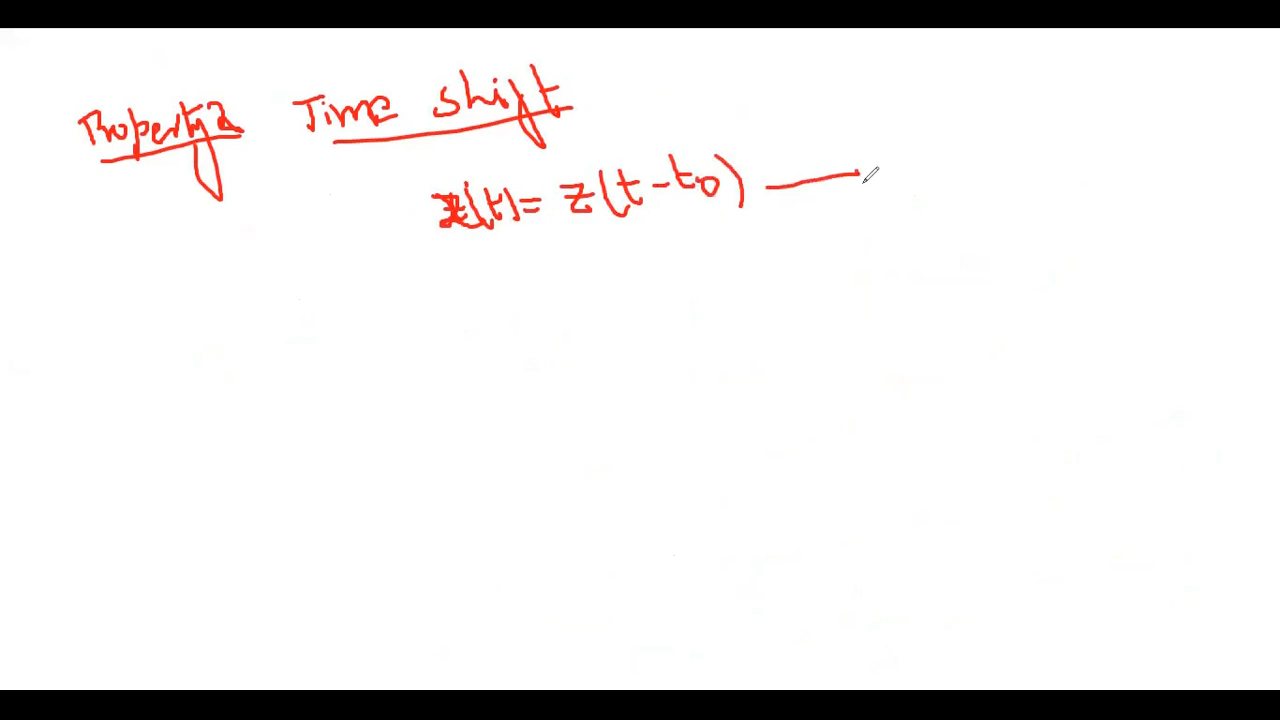 Property 2 Time shift
x(t) = z(t - t0) —